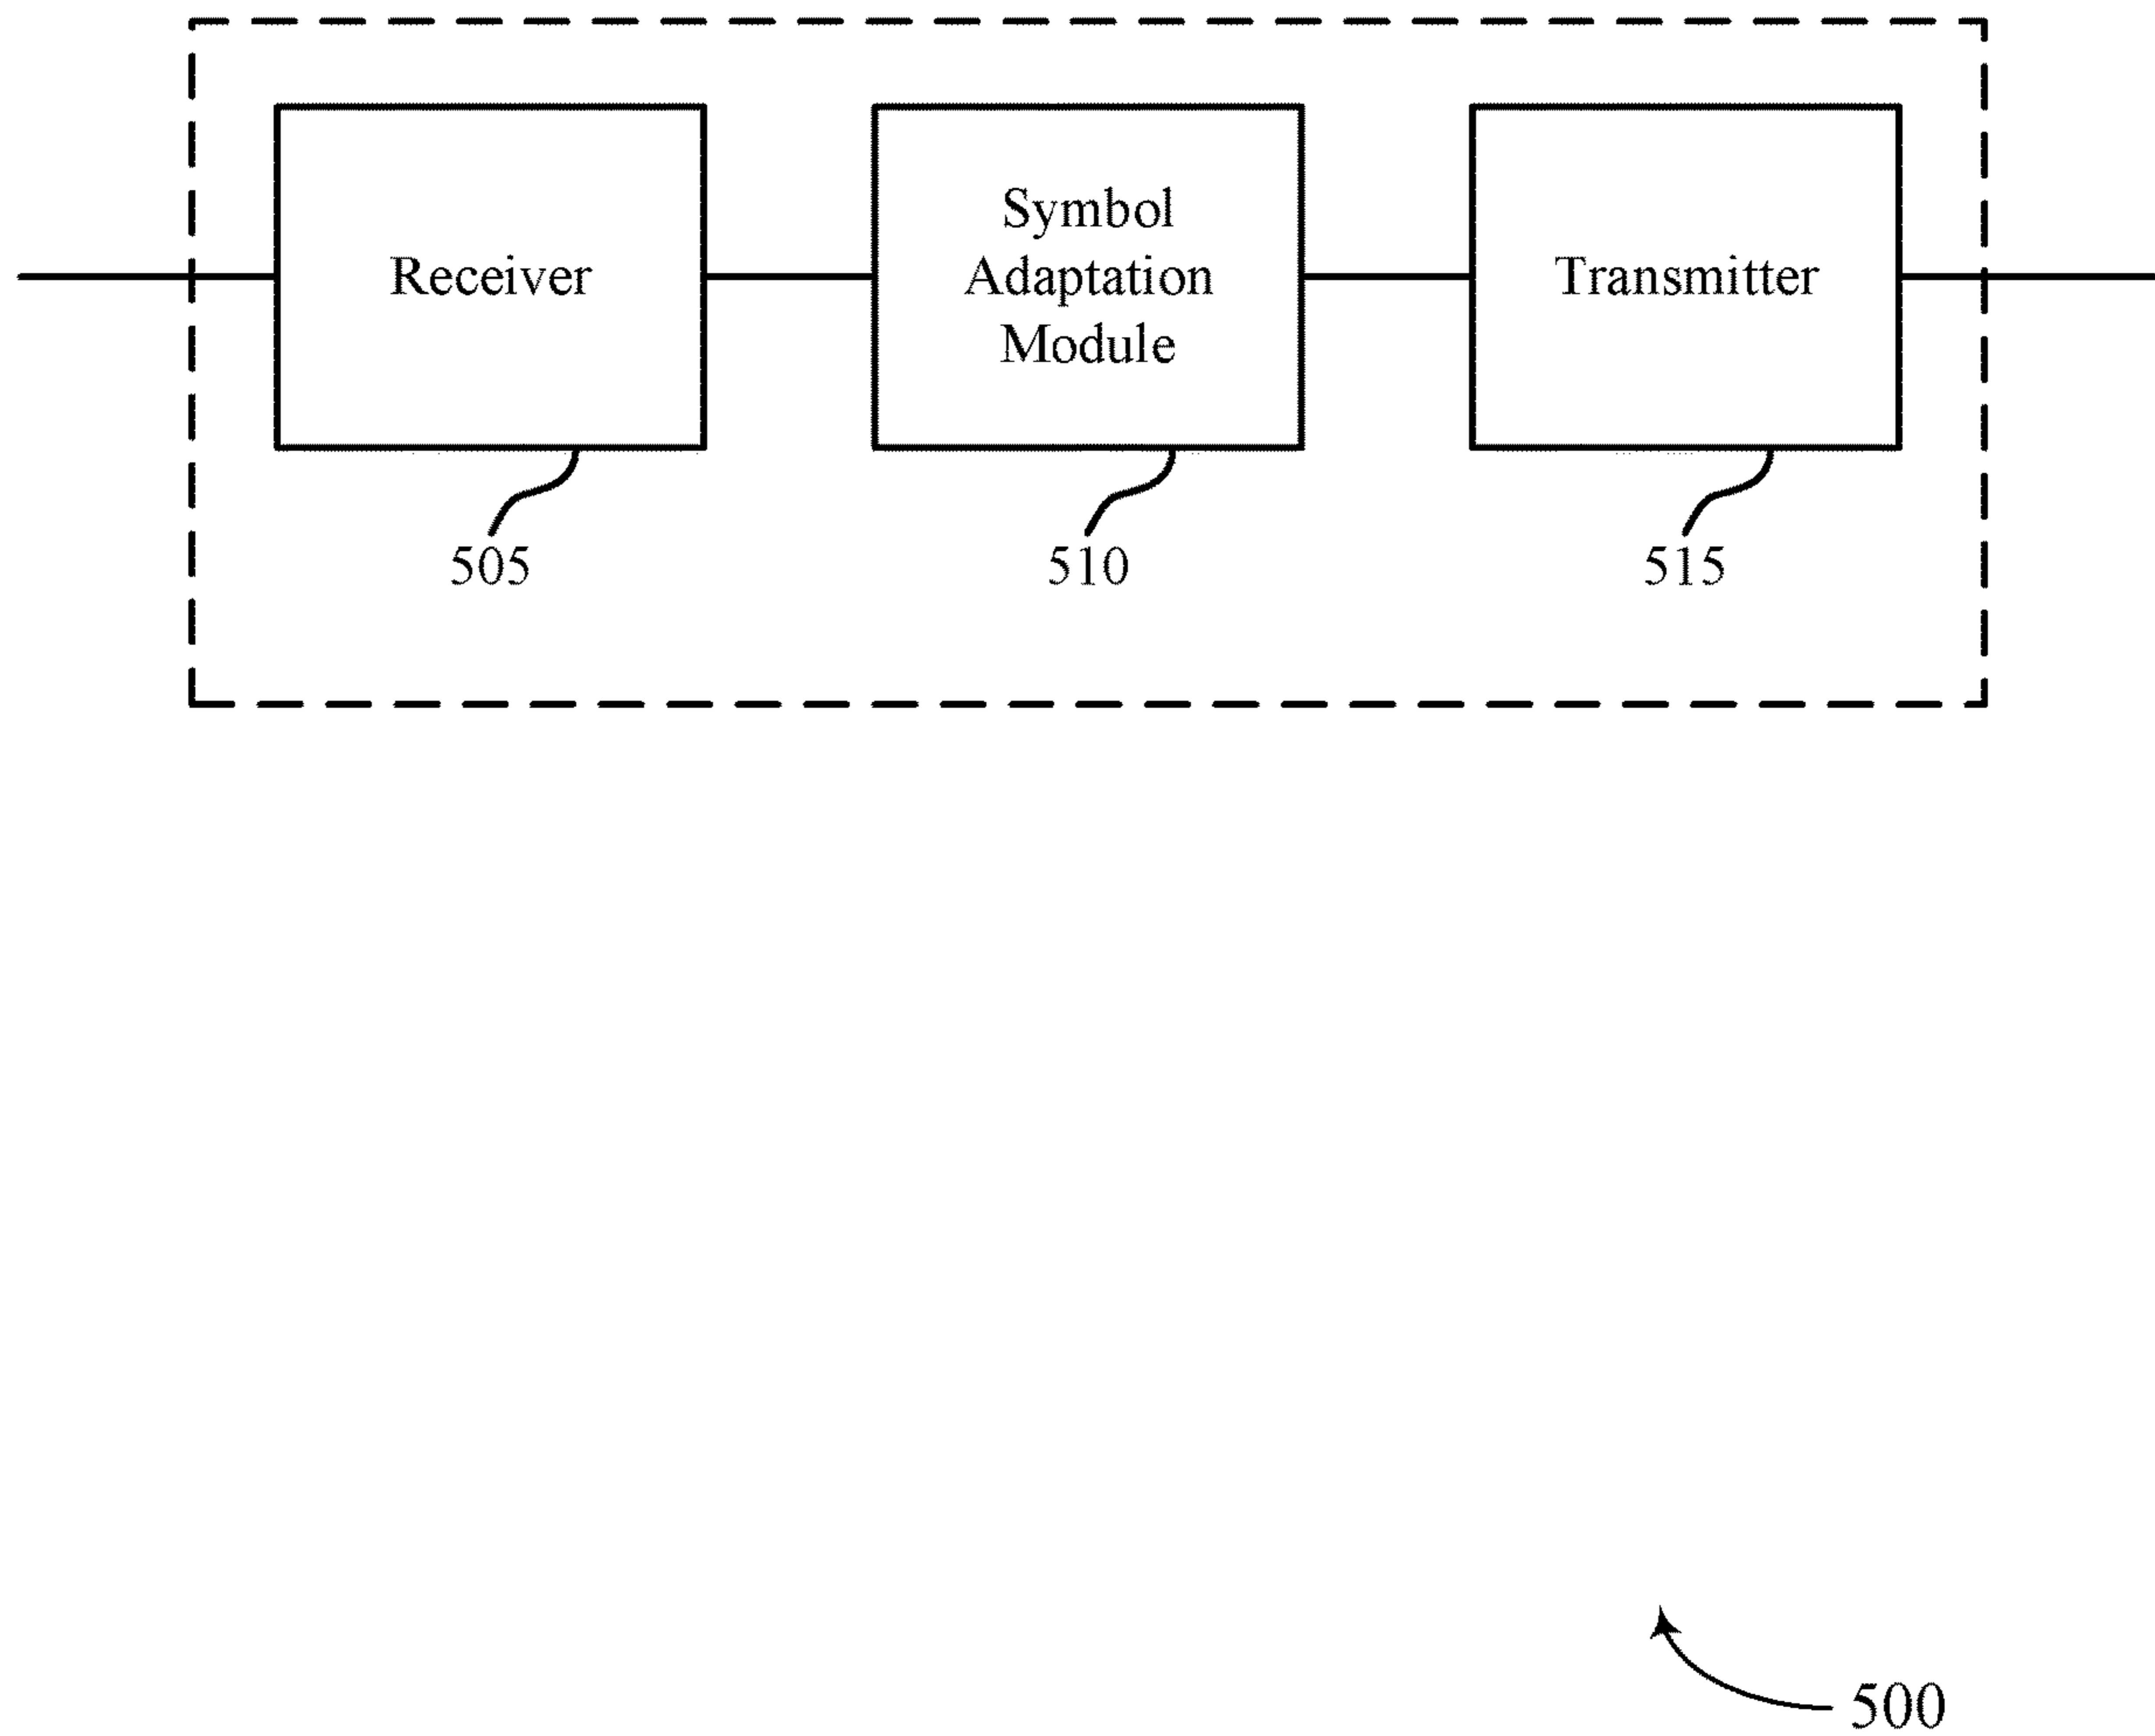 Receiver
Symbol
Adaptation
Module
Transmitter
505
510
515
500